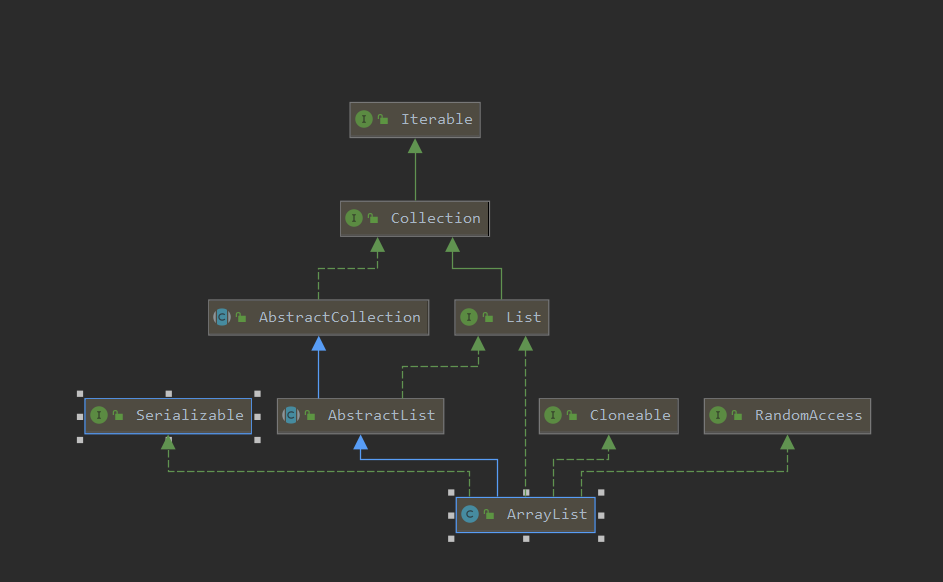 I Iterable
I Collection
C AbstractCollection
I List
I Serializable
C AbstractList
I Cloneable
I RandomAccess
C ArrayList